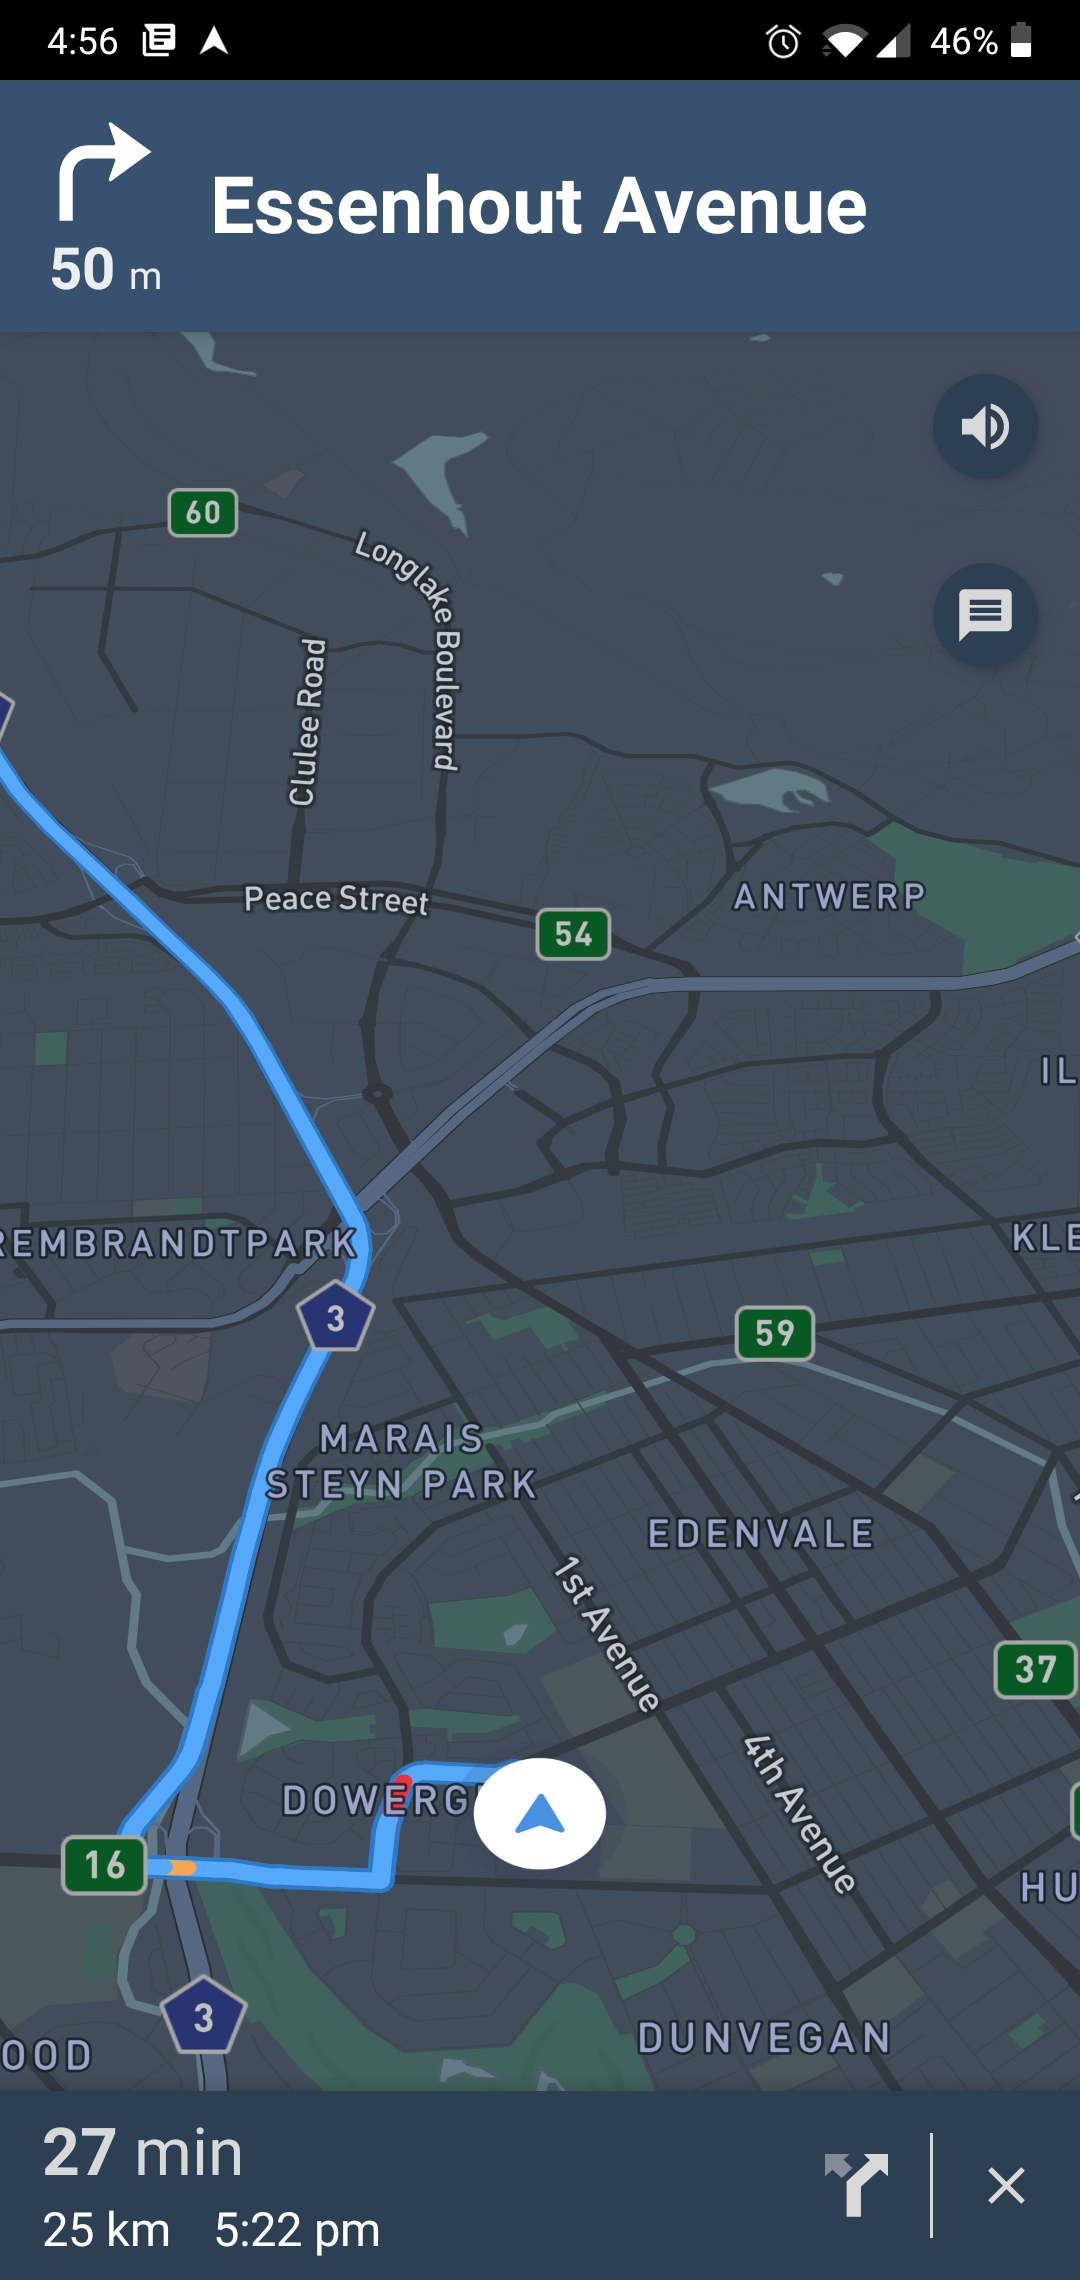 4:56
46%
Essenhout Avenue
50 m
60
Longlake Boulevard
Clulee Road
Peace Street
54
ANTWERP
IL
REMBRANDTPARK
KLE
3
59
MARAIS
STEYN PARK
EDENVALE
1st Avenue
37
4th Avenue
DOWERG
16
HU
3
DUNVEGAN
OOD
27 min
25 km 5:22 pm